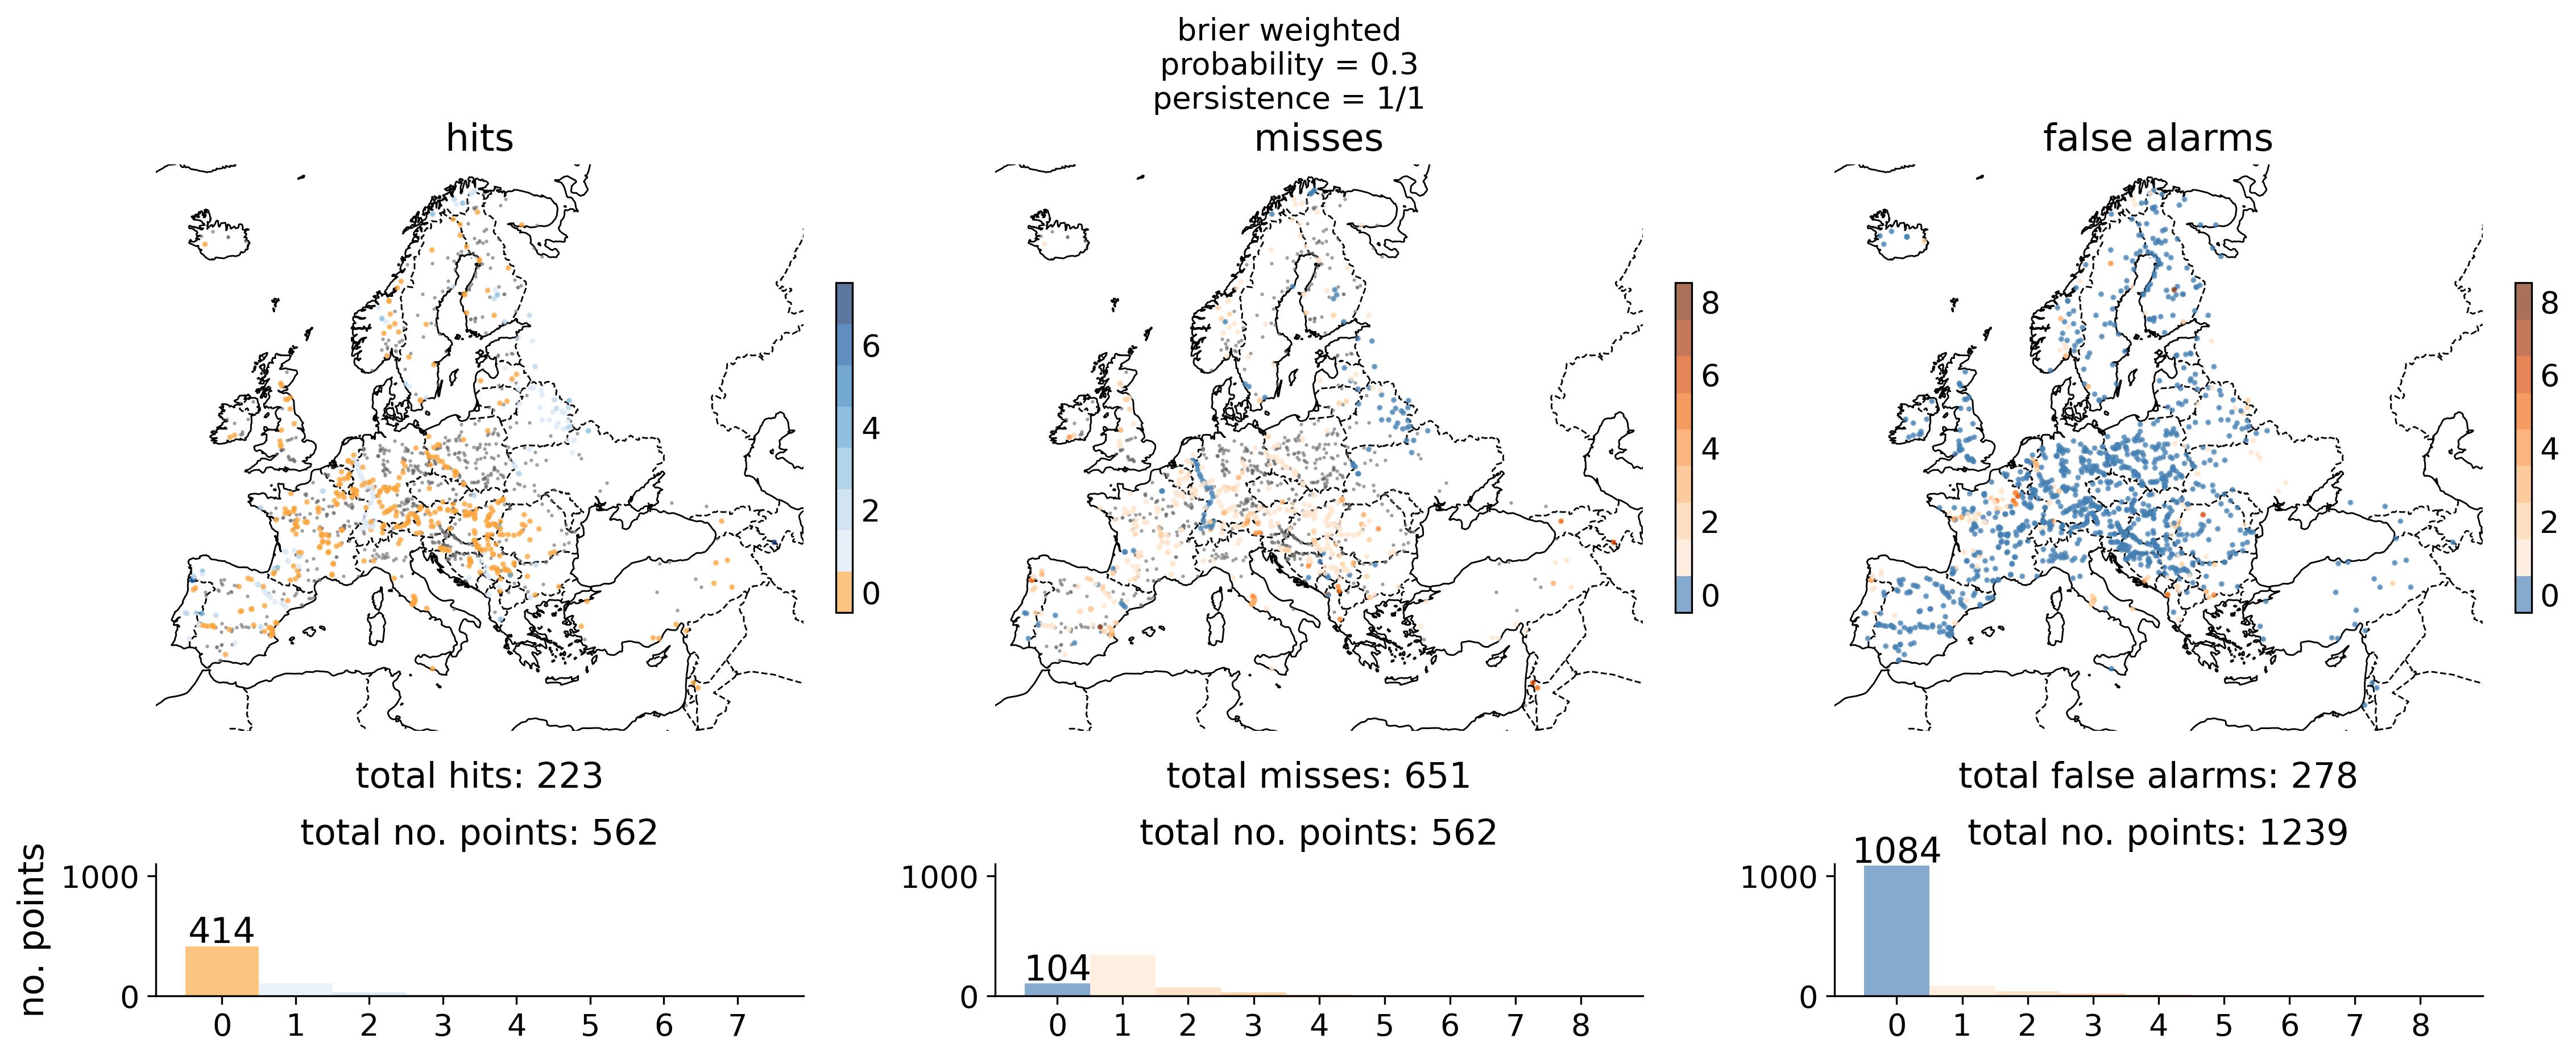 brier weighted
probability = 0.3
persistence = 1/1
hits
misses
false alarms
6
4
2
0
8
6
4
2
0
8
6
4
2
0
total hits: 223
total misses: 651
total false alarms: 278
total no. points: 562
total no. points: 562
total no. points: 1239
no. points
1000
0
414
0 1 2 3 4 5 6 7
1000
0
104
0 1 2 3 4 5 6 7 8
1000
0
1084
0 1 2 3 4 5 6 7 8